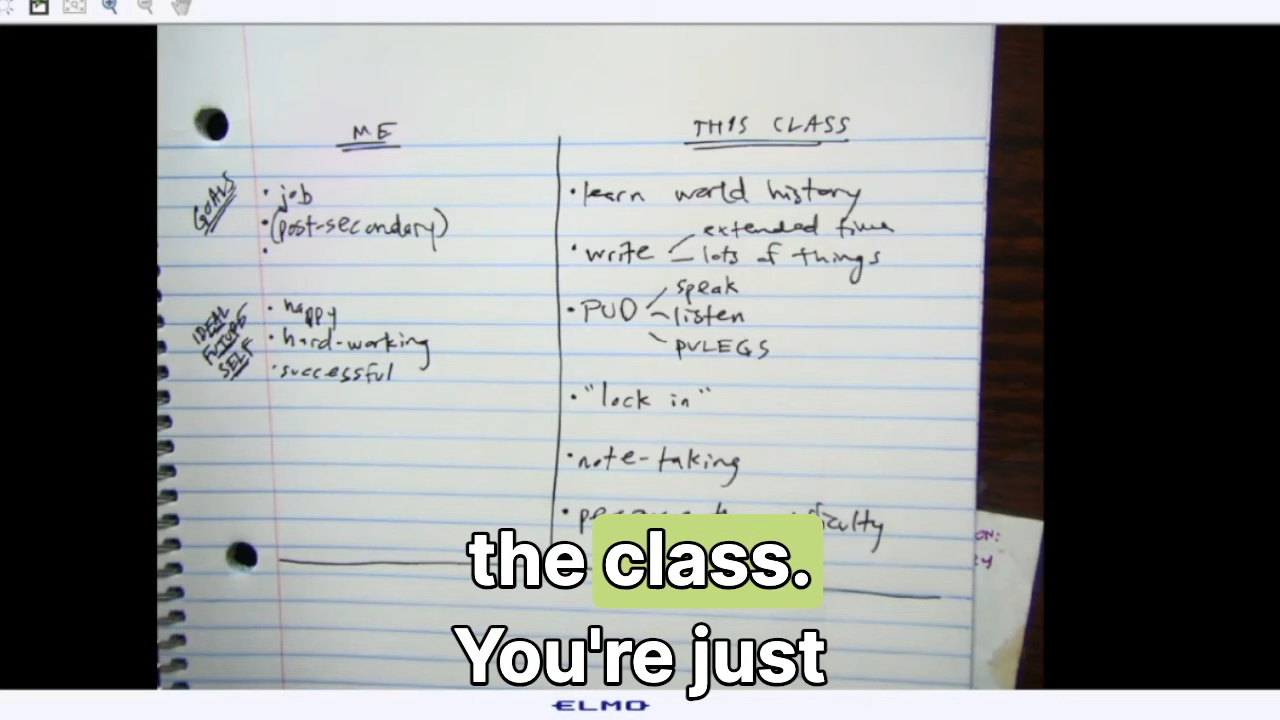 ME
THIS CLASS
GOALS
• job
• (post-secondary)
•
IDEAL
FUTURE
SELF
• happy
• hard-working
• successful
• learn world history
• write
extended time
lots of things
• PUD
speak
listen
PVLEGS
• "lock in"
• note-taking
ON:
the class.
You're just
ELMO